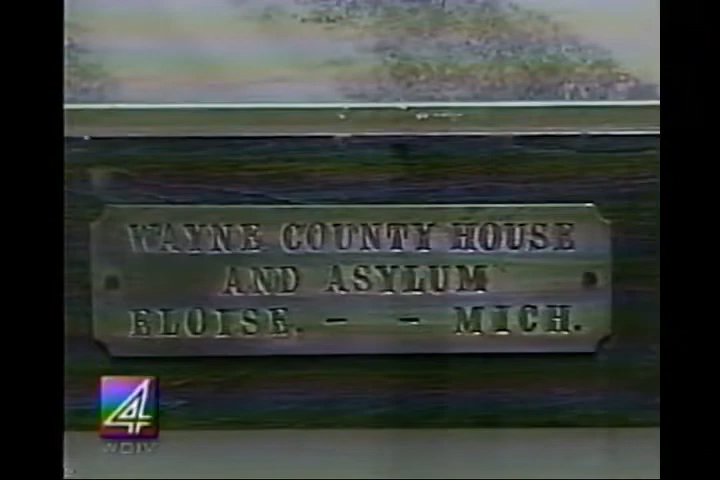 WAYNE COUNTY HOUSE
AND ASYLUM
ELOISE. - - MICH.
4
WDIV